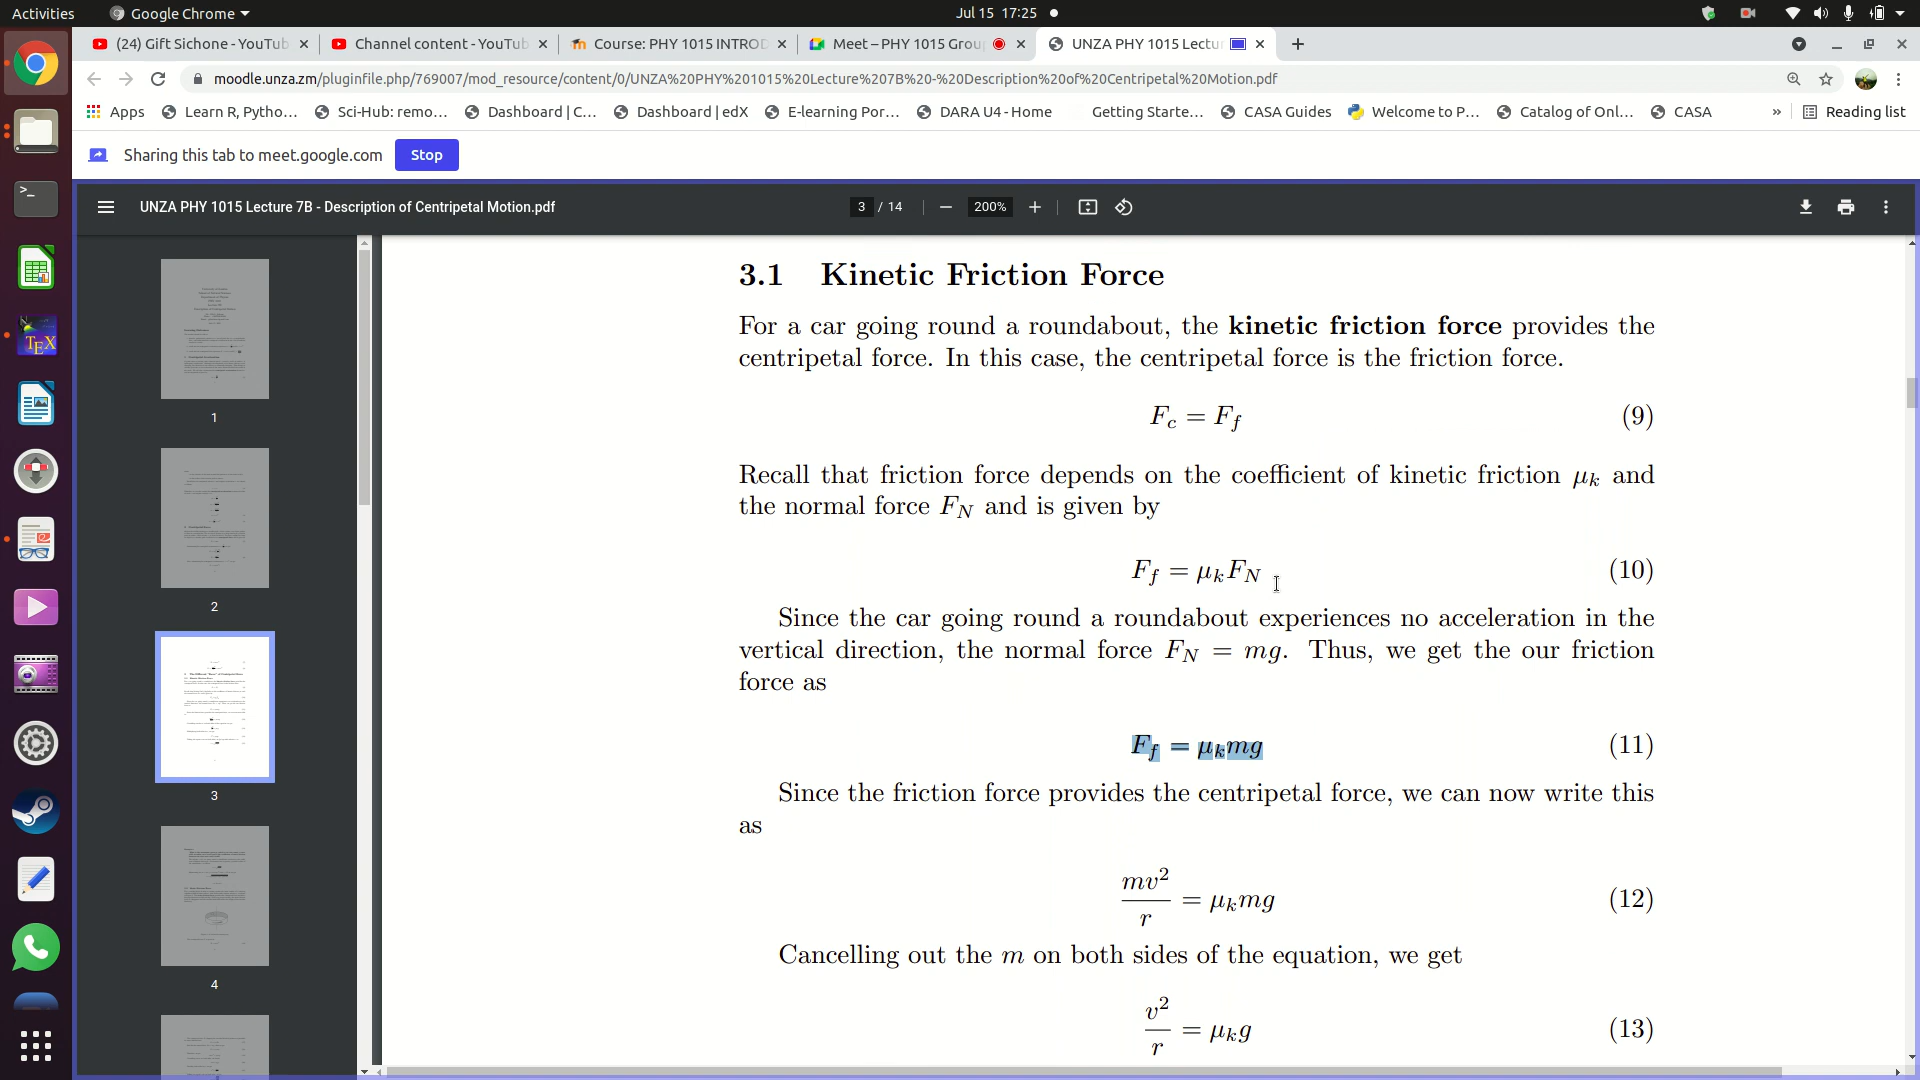 Activities
Google Chrome
Jul 15 17:25
(24) Gift Sichone - YouTub
Channel content - YouTub
Course: PHY 1015 INTROD
Meet – PHY 1015 Grou
UNZA PHY 1015 Lectur
moodle.unza.zm/pluginfile.php/769007/mod_resource/content/0/UNZA%20PHY%201015%20Lecture%207B%20-%20Description%20of%20Centripetal%20Motion.pdf
Apps
Learn R, Pytho...
Sci-Hub: remo...
Dashboard | C...
Dashboard | edX
E-learning Por...
DARA U4 - Home
Getting Starte...
CASA Guides
Welcome to P...
Catalog of Onl...
CASA
»
Reading list
Sharing this tab to meet.google.com
Stop
UNZA PHY 1015 Lecture 7B - Description of Centripetal Motion.pdf
3 / 14
200%
1
2
3
4
3.1 Kinetic Friction Force
For a car going round a roundabout, the kinetic friction force provides the
centripetal force. In this case, the centripetal force is the friction force.
F_c = F_f (9)
Recall that friction force depends on the coefficient of kinetic friction μ_k and
the normal force F_N and is given by
F_f = μ_k F_N (10)
Since the car going round a roundabout experiences no acceleration in the
vertical direction, the normal force F_N = mg. Thus, we get the our friction
force as
F_f = μ_k mg (11)
Since the friction force provides the centripetal force, we can now write this
as
mv²/r = μ_k mg (12)
Cancelling out the m on both sides of the equation, we get
v²/r = μ_k g (13)